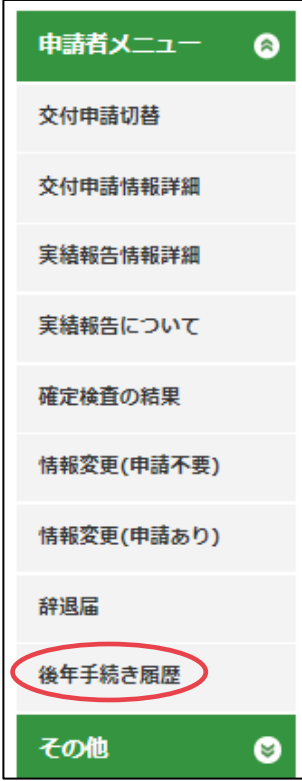 申請者メニュー
交付申請切替
交付申請情報詳細
実績報告情報詳細
実績報告について
確定検査の結果
情報変更(申請不要)
情報変更(申請あり)
辞退届
後年手続き履歴
その他